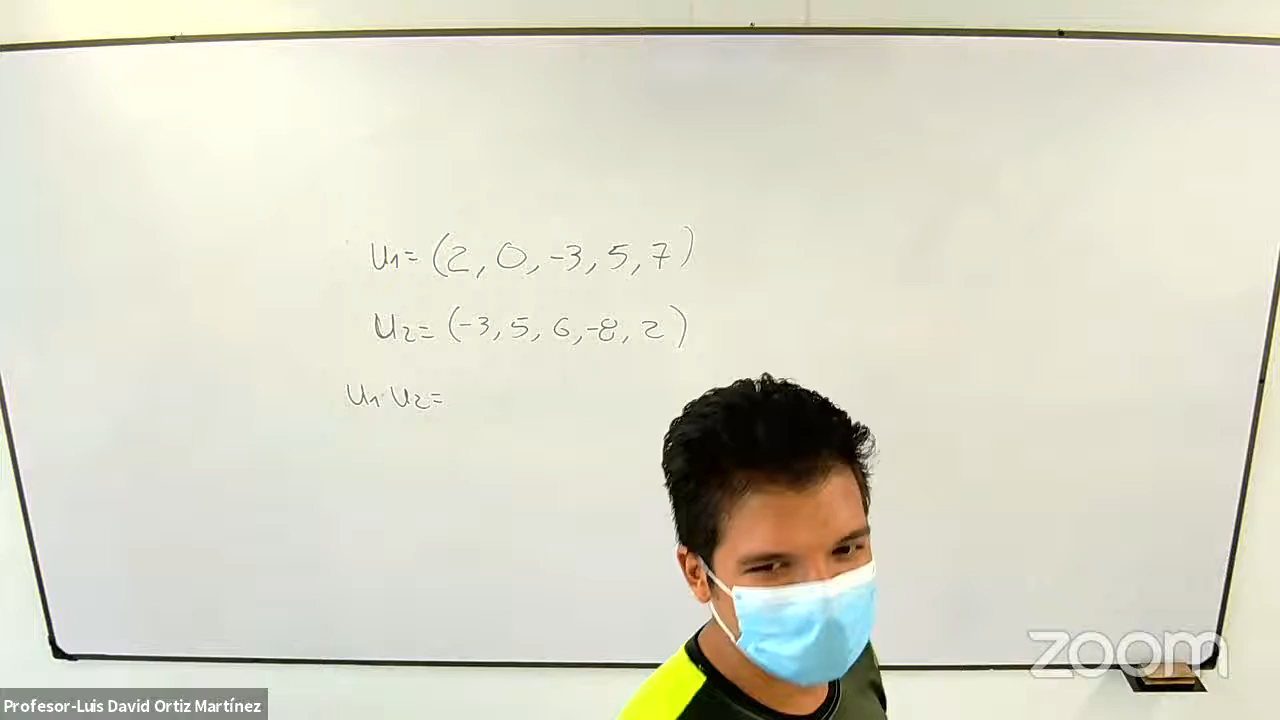 u1= (2, 0, -3, 5, 7)
u2= (-3, 5, 6, -8, 2)
u1 u2=
zoom
Profesor-Luis David Ortiz Martínez